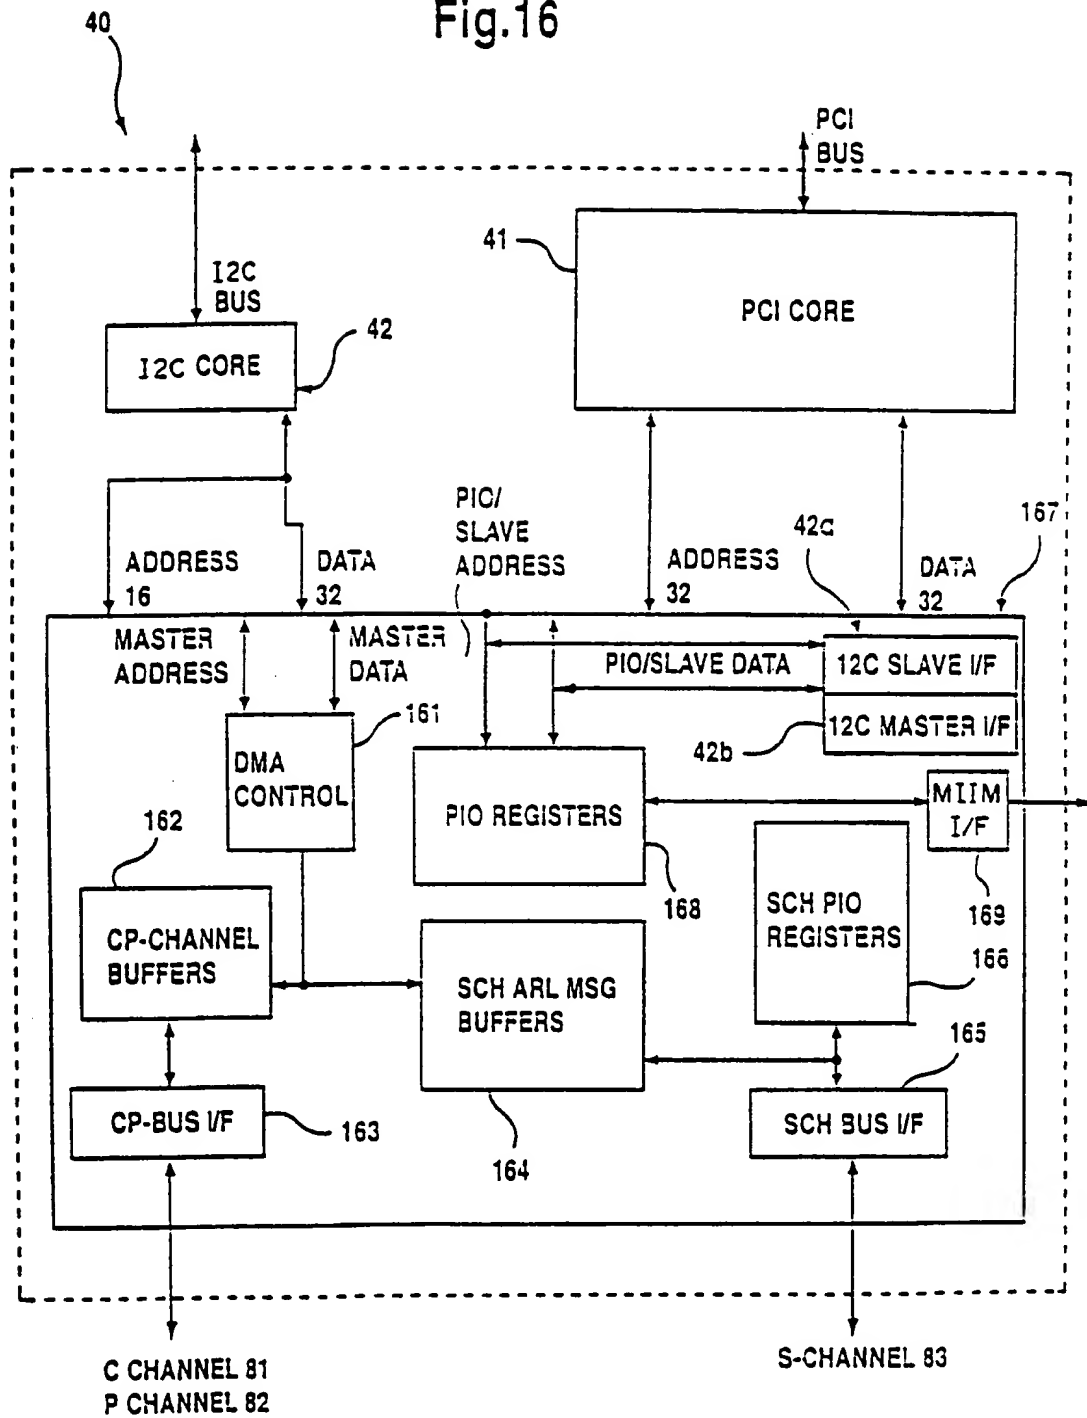 Fig.16
40
PCI
BUS
41
I2C
BUS
PCI CORE
42
I2C CORE
PIO/
SLAVE
ADDRESS
42a
167
ADDRESS
16
DATA
32
ADDRESS
32
DATA
32
MASTER
ADDRESS
MASTER
DATA
PIO/SLAVE DATA
12C SLAVE I/F
161
12C MASTER I/F
42b
DMA
CONTROL
MIIM
I/F
PIO REGISTERS
162
168
169
SCH PIO
REGISTERS
CP-CHANNEL
BUFFERS
166
SCH ARL MSG
BUFFERS
165
CP-BUS I/F
163
SCH BUS I/F
164
C CHANNEL 81
P CHANNEL 82
S-CHANNEL 83